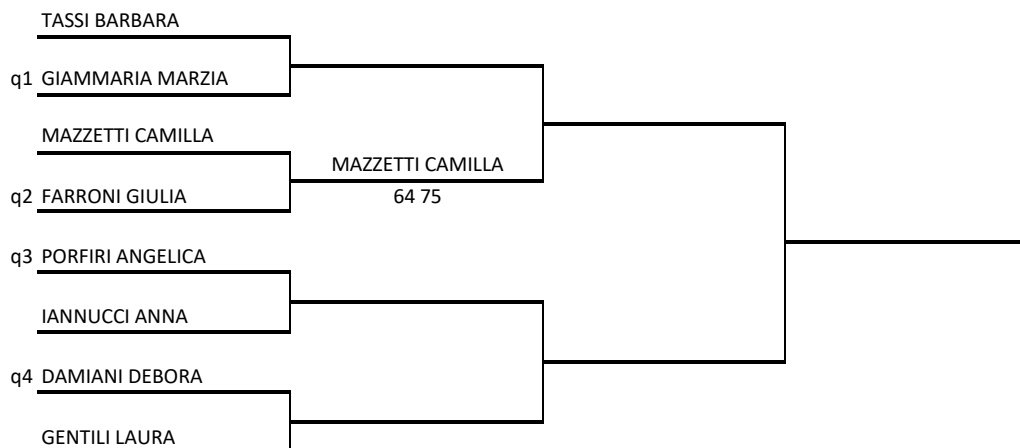 TASSI BARBARA
q1 GIAMMARIA MARZIA
MAZZETTI CAMILLA
MAZZETTI CAMILLA
q2 FARRONI GIULIA
64 75
q3 PORFIRI ANGELICA
IANNUCCI ANNA
q4 DAMIANI DEBORA
GENTILI LAURA